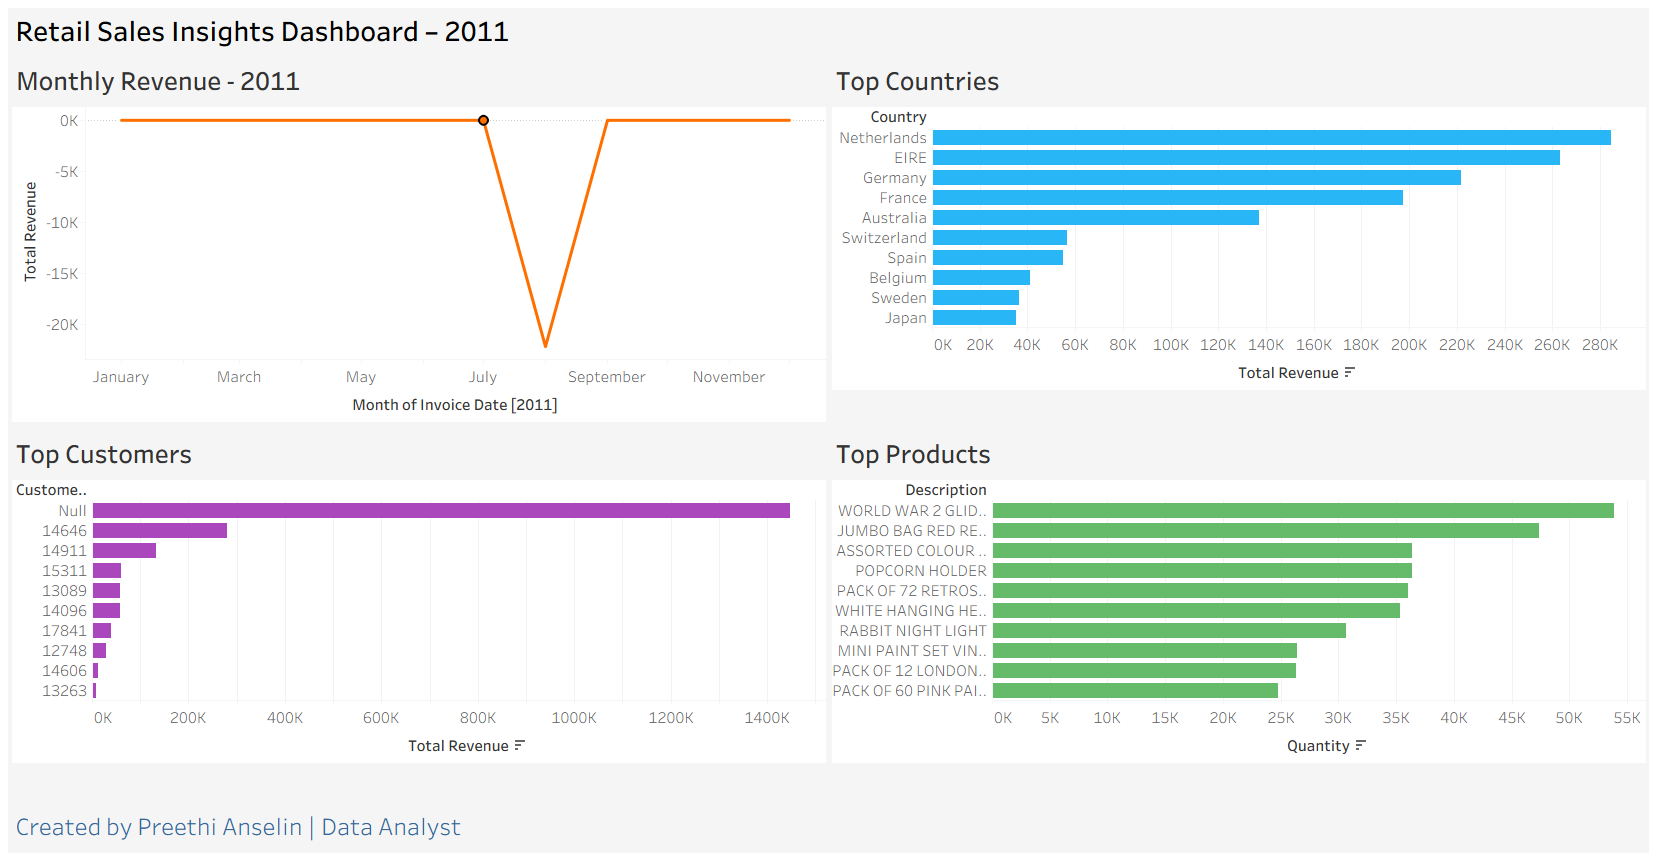 Retail Sales Insights Dashboard – 2011
Monthly Revenue - 2011
Total Revenue
0K
-5K
-10K
-15K
-20K
January March May July September November
Month of Invoice Date [2011]
Top Countries
Country
Netherlands
EIRE
Germany
France
Australia
Switzerland
Spain
Belgium
Sweden
Japan
0K 20K 40K 60K 80K 100K 120K 140K 160K 180K 200K 220K 240K 260K 280K
Total Revenue
Top Customers
Custome..
Null
14646
14911
15311
13089
14096
17841
12748
14606
13263
0K 200K 400K 600K 800K 1000K 1200K 1400K
Total Revenue
Top Products
Description
WORLD WAR 2 GLID..
JUMBO BAG RED RE..
ASSORTED COLOUR ..
POPCORN HOLDER
PACK OF 72 RETROS..
WHITE HANGING HE..
RABBIT NIGHT LIGHT
MINI PAINT SET VIN..
PACK OF 12 LONDON..
PACK OF 60 PINK PAI..
0K 5K 10K 15K 20K 25K 30K 35K 40K 45K 50K 55K
Quantity
Created by Preethi Anselin | Data Analyst